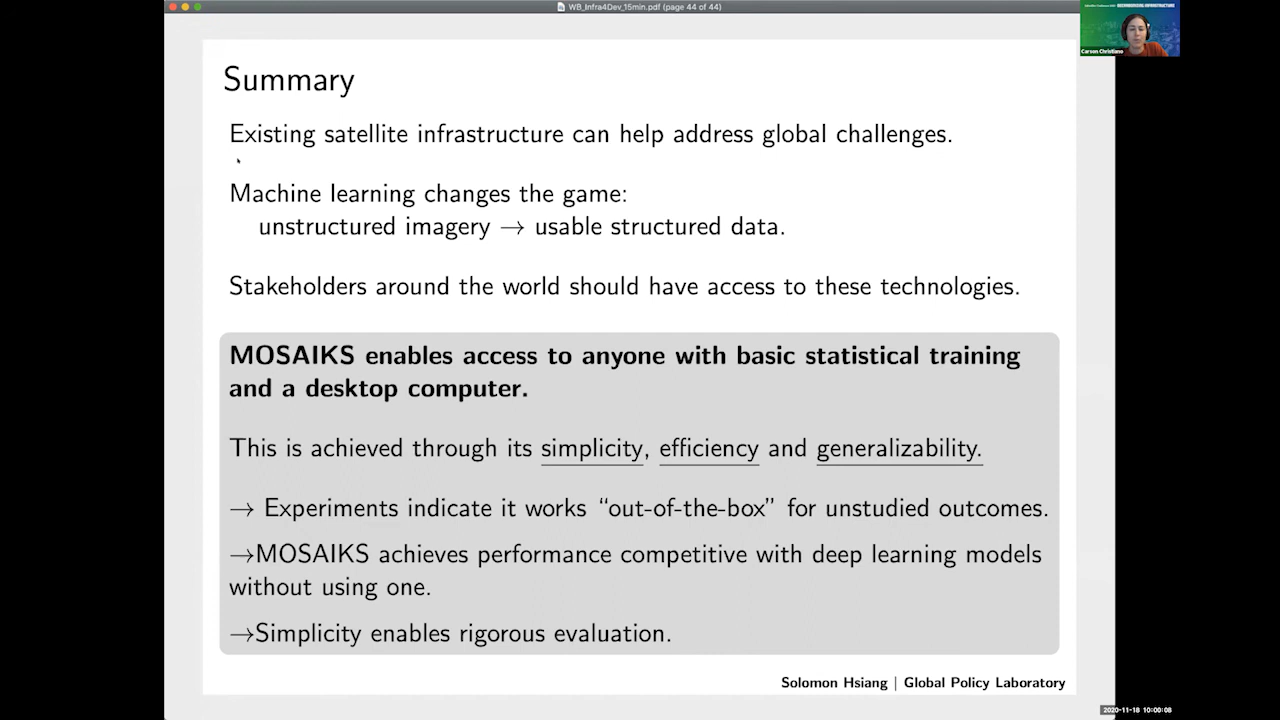 WB_Infra4Dev_15min.pdf (page 44 of 44)
DECARBONIZING INFRASTRUCTURE
Carson Christiano
Summary
Existing satellite infrastructure can help address global challenges.
Machine learning changes the game:
unstructured imagery → usable structured data.
Stakeholders around the world should have access to these technologies.
MOSAIKS enables access to anyone with basic statistical training
and a desktop computer.
This is achieved through its simplicity, efficiency and generalizability.
→ Experiments indicate it works “out-of-the-box” for unstudied outcomes.
→MOSAIKS achieves performance competitive with deep learning models
without using one.
→Simplicity enables rigorous evaluation.
Solomon Hsiang | Global Policy Laboratory
2020-11-18 10:00:08